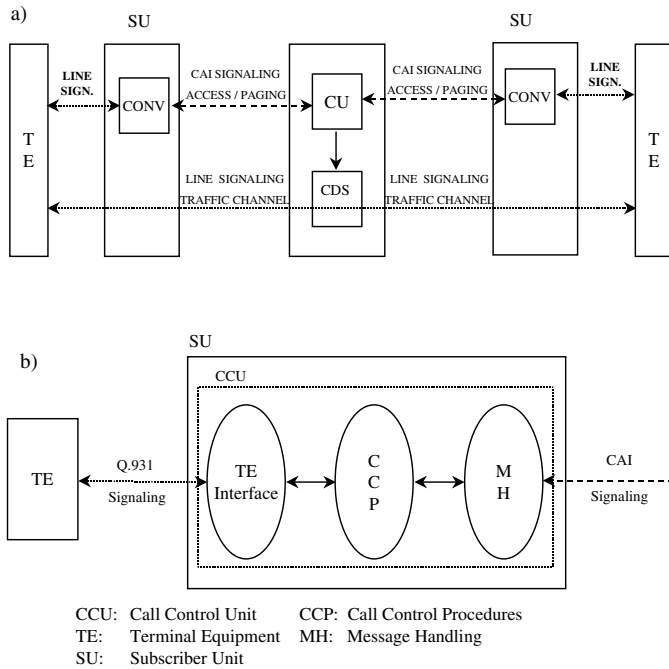 a)
SU
SU
LINE
SIGN.
CONV
CAI SIGNALING
ACCESS / PAGING
CU
CAI SIGNALING
ACCESS / PAGING
CONV
LINE
SIGN.
T
E
T
E
LINE SIGNALING
TRAFFIC CHANNEL
CDS
LINE SIGNALING
TRAFFIC CHANNEL
b)
SU
CCU
TE
Q.931
Signaling
TE
Interface
C
C
P
M
H
CAI
Signaling
CCU: Call Control Unit CCP: Call Control Procedures
TE: Terminal Equipment MH: Message Handling
SU: Subscriber Unit